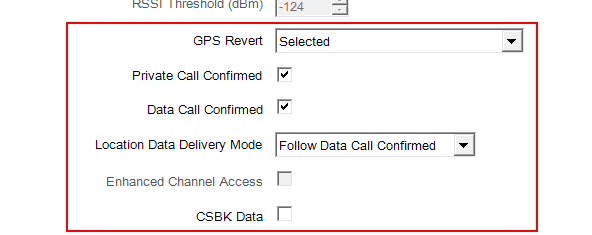 RSSI Threshold (dBm) -124
GPS Revert Selected
Private Call Confirmed
Data Call Confirmed
Location Data Delivery Mode Follow Data Call Confirmed
Enhanced Channel Access
CSBK Data